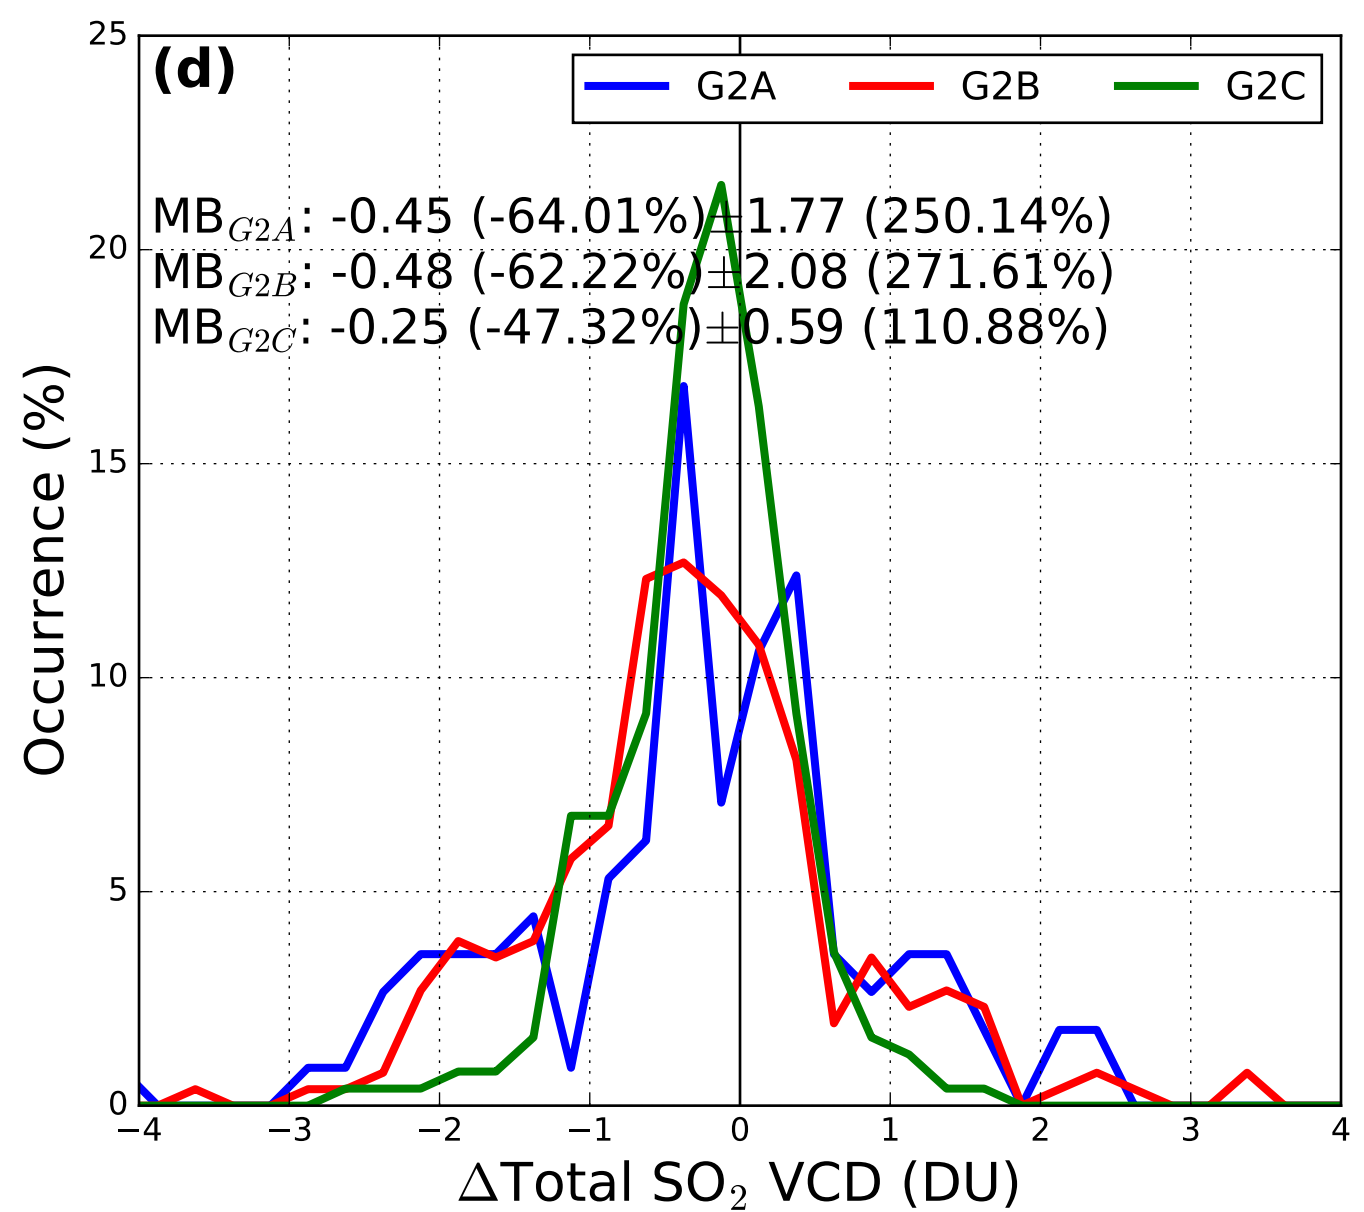 (d)
G2A G2B G2C
MB_G2A: -0.45 (-64.01%)±1.77 (250.14%)
MB_G2B: -0.48 (-62.22%)±2.08 (271.61%)
MB_G2C: -0.25 (-47.32%)±0.59 (110.88%)
Occurrence (%)
25
20
15
10
5
0
−4 −3 −2 −1 0 1 2 3 4
ΔTotal SO₂ VCD (DU)